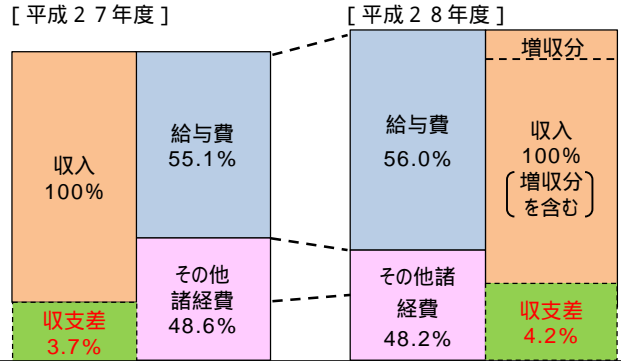 [ 平成２７年度 ]
収入
100%
収支差
3.7%
給与費
55.1%
その他
諸経費
48.6%
[ 平成２８年度 ]
給与費
56.0%
その他諸
経費
48.2%
増収分
収入
100%
増収分
を含む
収支差
4.2%